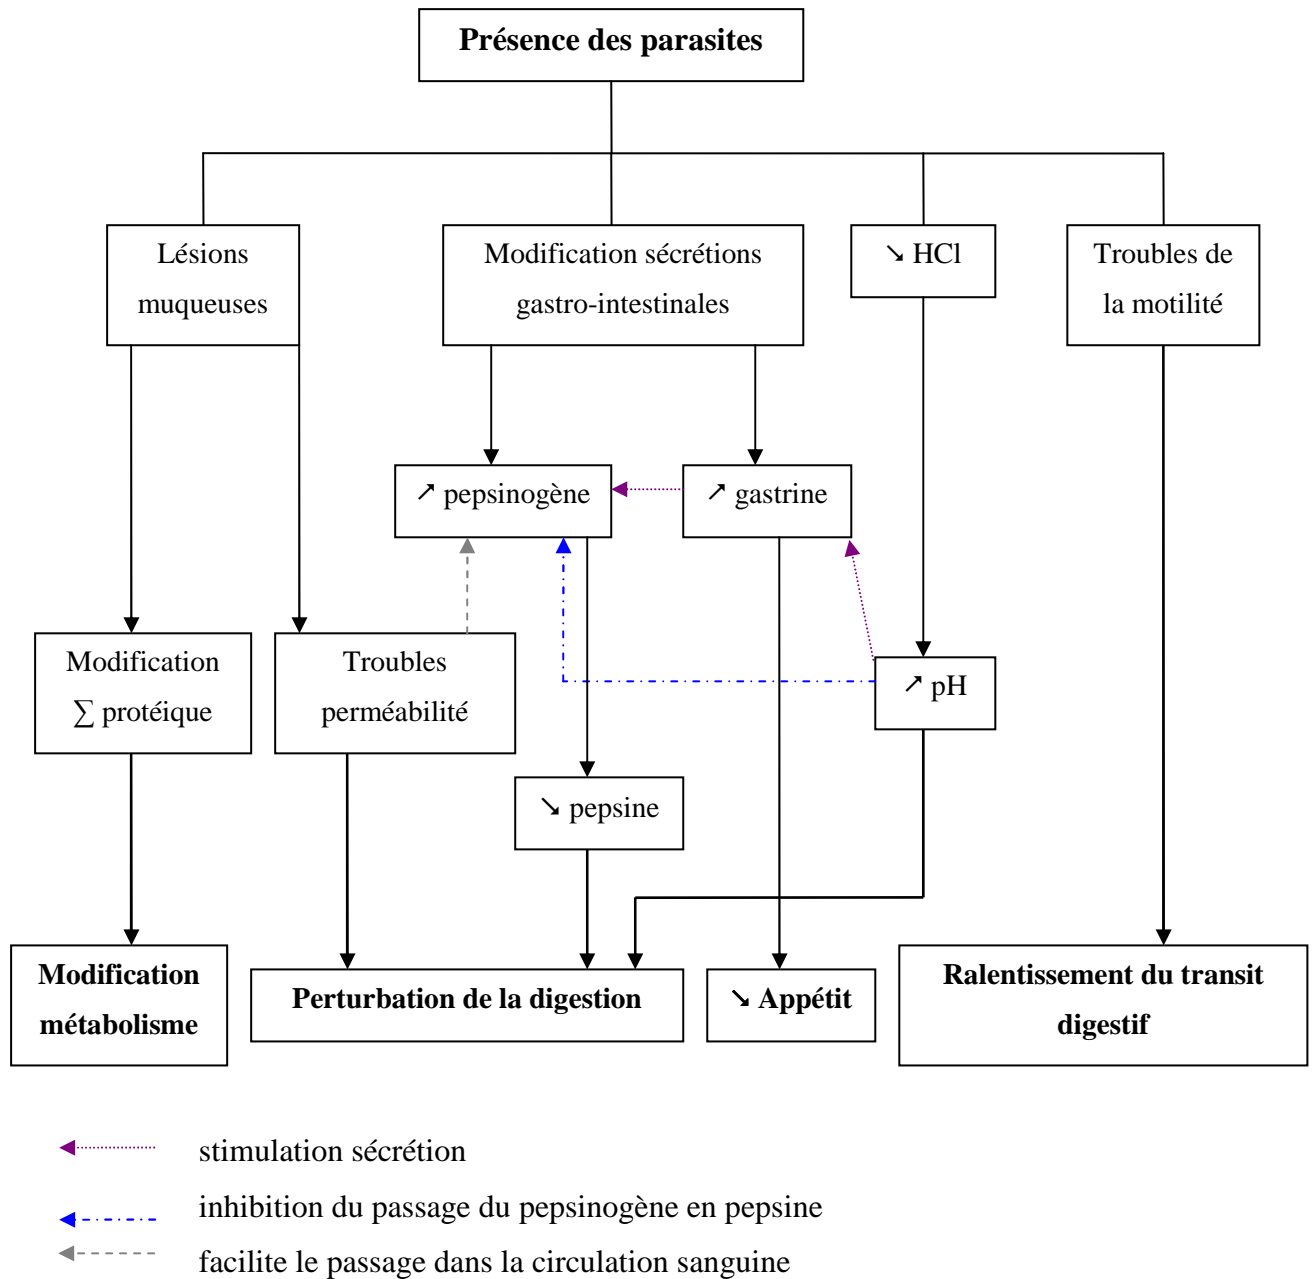 Présence des parasites
Lésions
muqueuses
Modification sécrétions
gastro-intestinales
↘ HCl
Troubles de
la motilité
↗ pepsinogène
↗ gastrine
Modification
∑ protéique
Troubles
perméabilité
↗ pH
↘ pepsine
Modification
métabolisme
Perturbation de la digestion
↘ Appétit
Ralentissement du transit
digestif
stimulation sécrétion
inhibition du passage du pepsinogène en pepsine
facilite le passage dans la circulation sanguine